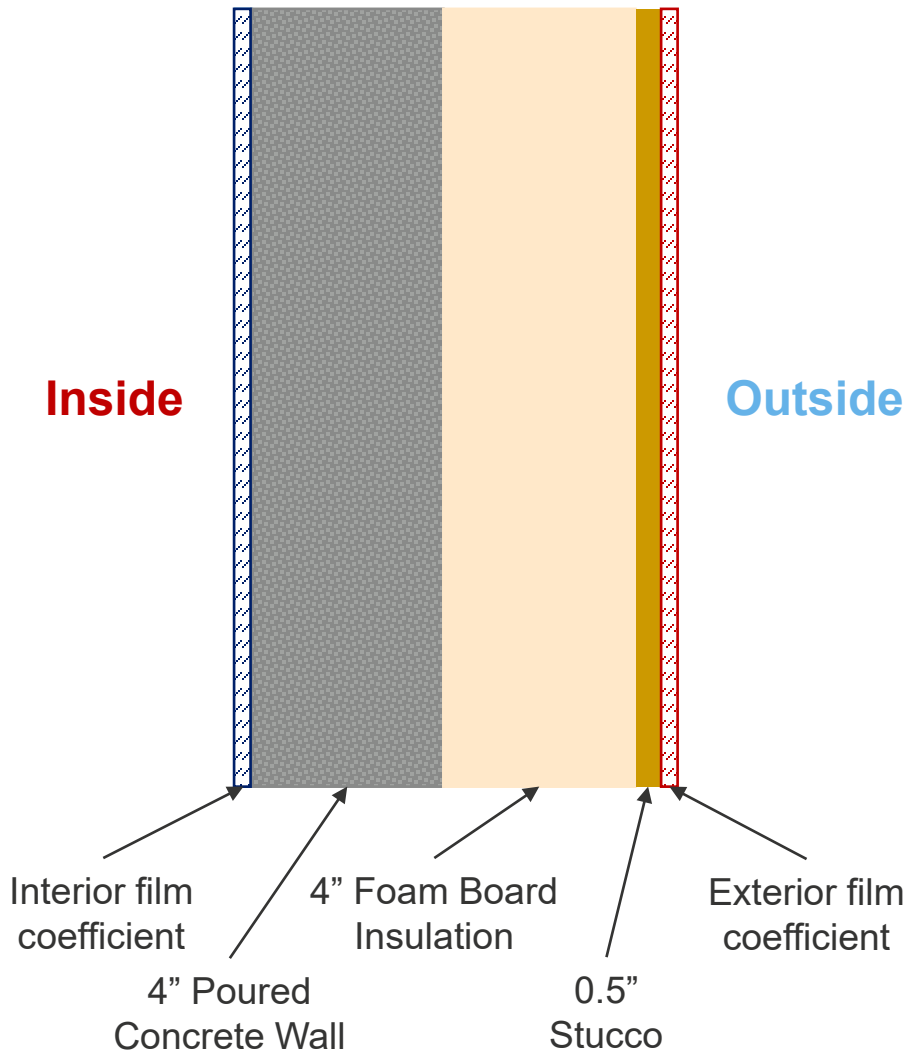 Inside
Outside
Interior film
coefficient
4” Poured
Concrete Wall
4” Foam Board
Insulation
0.5”
Stucco
Exterior film
coefficient